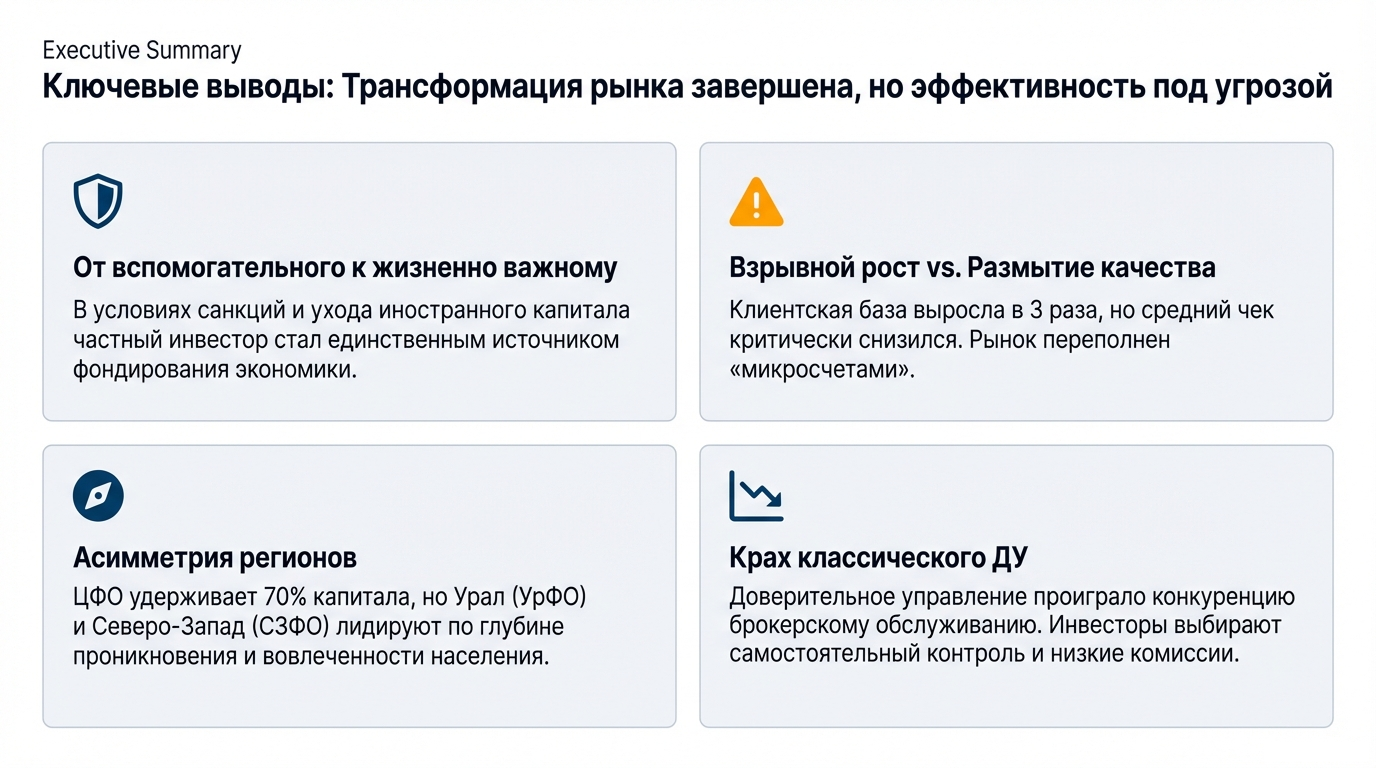 Executive Summary
Ключевые выводы: Трансформация рынка завершена, но эффективность под угрозой
От вспомогательного к жизненно важному
В условиях санкций и ухода иностранного капитала
частный инвестор стал единственным источником
фондирования экономики.
Взрывной рост vs. Размытие качества
Клиентская база выросла в 3 раза, но средний чек
критически снизился. Рынок переполнен
«микросчетами».
Асимметрия регионов
ЦФО удерживает 70% капитала, но Урал (УрФО)
и Северо-Запад (СЗФО) лидируют по глубине
проникновения и вовлеченности населения.
Крах классического ДУ
Доверительное управление проиграло конкуренцию
брокерскому обслуживанию. Инвесторы выбирают
самостоятельный контроль и низкие комиссии.